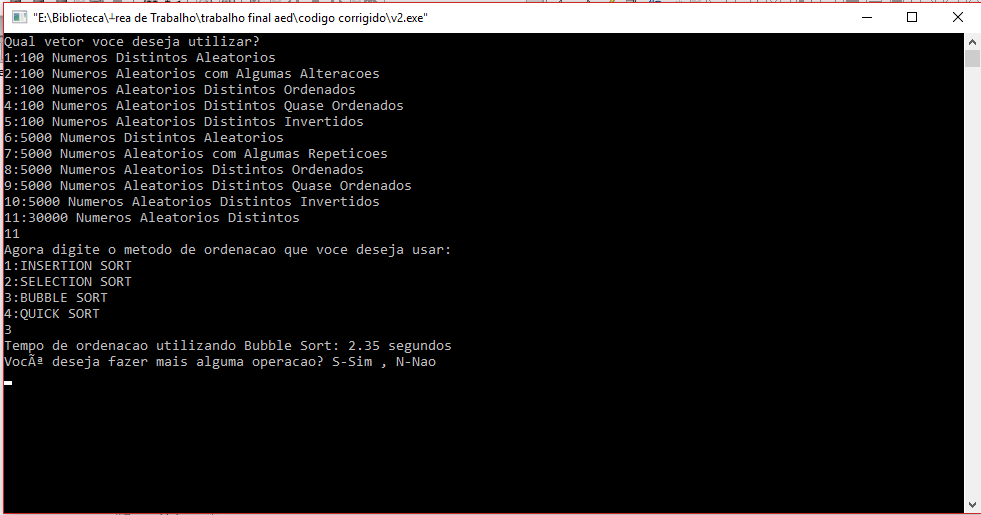 "E:\Biblioteca\┴rea de Trabalho\trabalho final aed\codigo corrigido\v2.exe"
Qual vetor voce deseja utilizar?
1:100 Numeros Distintos Aleatorios
2:100 Numeros Aleatorios com Algumas Alteracoes
3:100 Numeros Aleatorios Distintos Ordenados
4:100 Numeros Aleatorios Distintos Quase Ordenados
5:100 Numeros Aleatorios Distintos Invertidos
6:5000 Numeros Distintos Aleatorios
7:5000 Numeros Aleatorios com Algumas Repeticoes
8:5000 Numeros Aleatorios Distintos Ordenados
9:5000 Numeros Aleatorios Distintos Quase Ordenados
10:5000 Numeros Aleatorios Distintos Invertidos
11:30000 Numeros Aleatorios Distintos
11
Agora digite o metodo de ordenacao que voce deseja usar:
1:INSERTION SORT
2:SELECTION SORT
3:BUBBLE SORT
4:QUICK SORT
3
Tempo de ordenacao utilizando Bubble Sort: 2.35 segundos
VocÃª deseja fazer mais alguma operacao? S-Sim , N-Nao